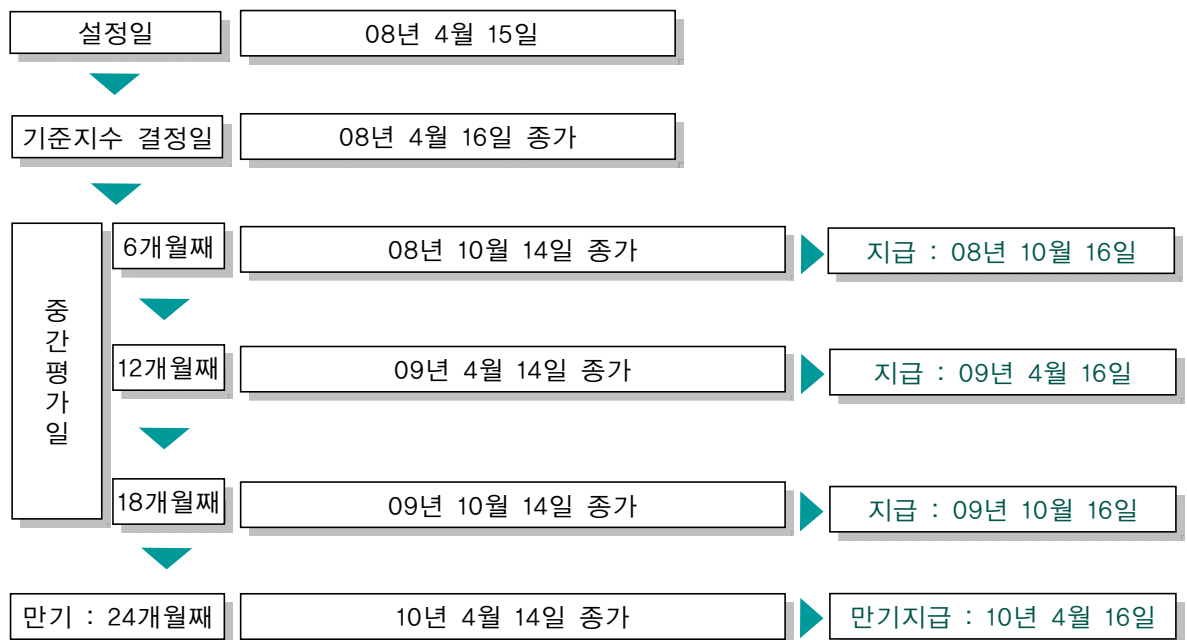 설정일
08년 4월 15일
기준지수 결정일
08년 4월 16일 종가
중간평가일
6개월째
08년 10월 14일 종가
지급 : 08년 10월 16일
12개월째
09년 4월 14일 종가
지급 : 09년 4월 16일
18개월째
09년 10월 14일 종가
지급 : 09년 10월 16일
만기 : 24개월째
10년 4월 14일 종가
만기지급 : 10년 4월 16일